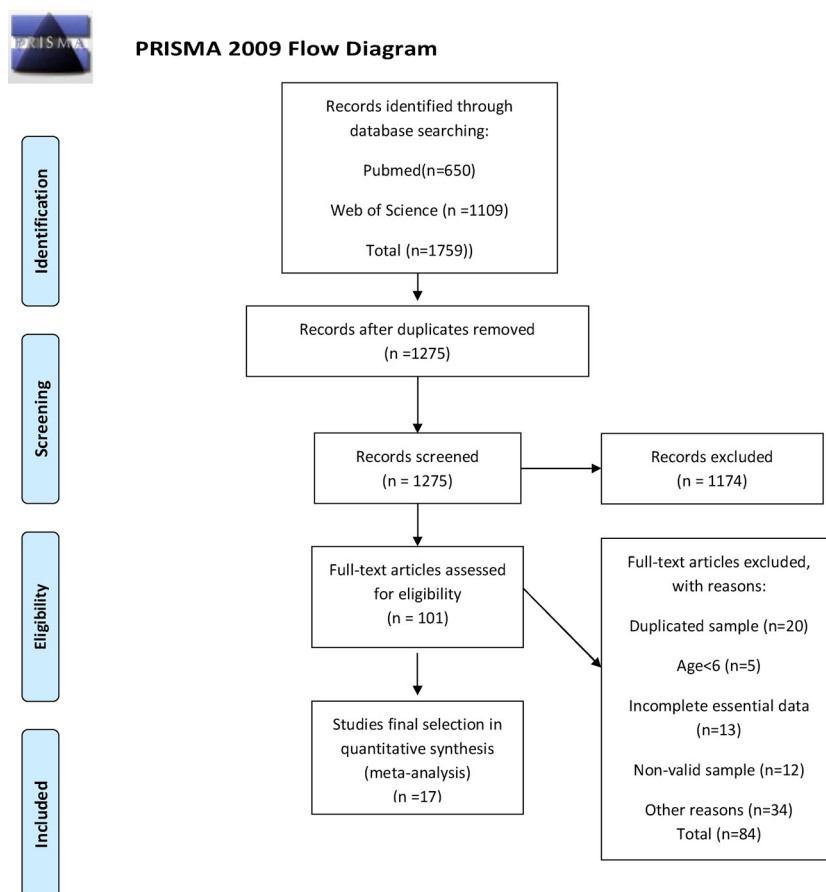 PRISMA
PRISMA 2009 Flow Diagram
Identification
Screening
Eligibility
Included
Records identified through
database searching:
Pubmed(n=650)
Web of Science (n =1109)
Total (n=1759))
Records after duplicates removed
(n =1275)
Records screened
(n = 1275)
Records excluded
(n = 1174)
Full-text articles assessed
for eligibility
(n = 101)
Full-text articles excluded,
with reasons:
Duplicated sample (n=20)
Age<6 (n=5)
Incomplete essential data
(n=13)
Non-valid sample (n=12)
Other reasons (n=34)
Total (n=84)
Studies final selection in
quantitative synthesis
(meta-analysis)
(n =17)